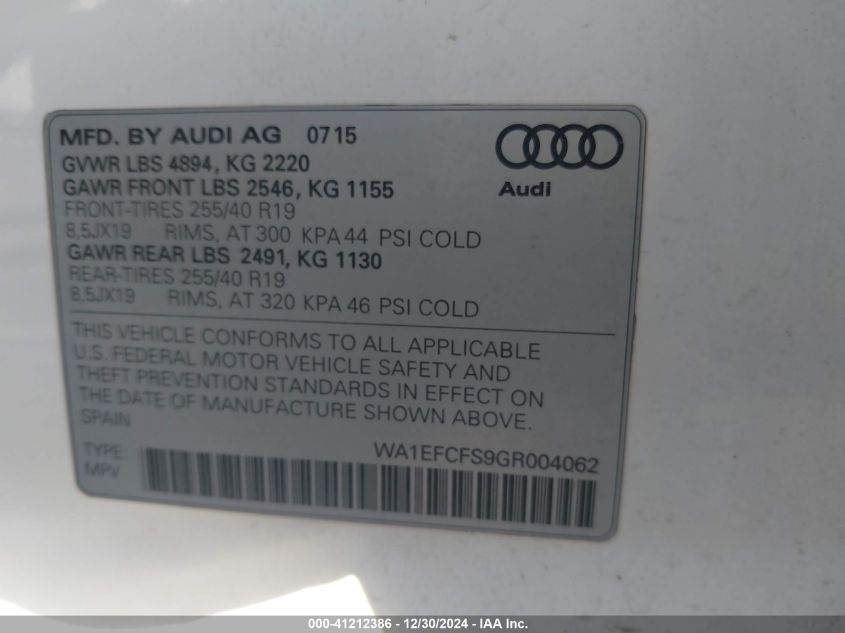 MFD. BY AUDI AG 0715
GVWR LBS 4894, KG 2220
GAWR FRONT LBS 2546, KG 1155
FRONT-TIRES 255/40 R19
8,5JX19 RIMS, AT 300 KPA 44 PSI COLD
GAWR REAR LBS 2491, KG 1130
REAR-TIRES 255/40 R19
8,5JX19 RIMS, AT 320 KPA 46 PSI COLD
Audi
THIS VEHICLE CONFORMS TO ALL APPLICABLE
U.S. FEDERAL MOTOR VEHICLE SAFETY AND
THEFT PREVENTION STANDARDS IN EFFECT ON
THE DATE OF MANUFACTURE SHOWN ABOVE.
SPAIN
TYPE: WA1EFCFS9GR004062
MPV
000-41212386 - 12/30/2024 - IAA Inc.